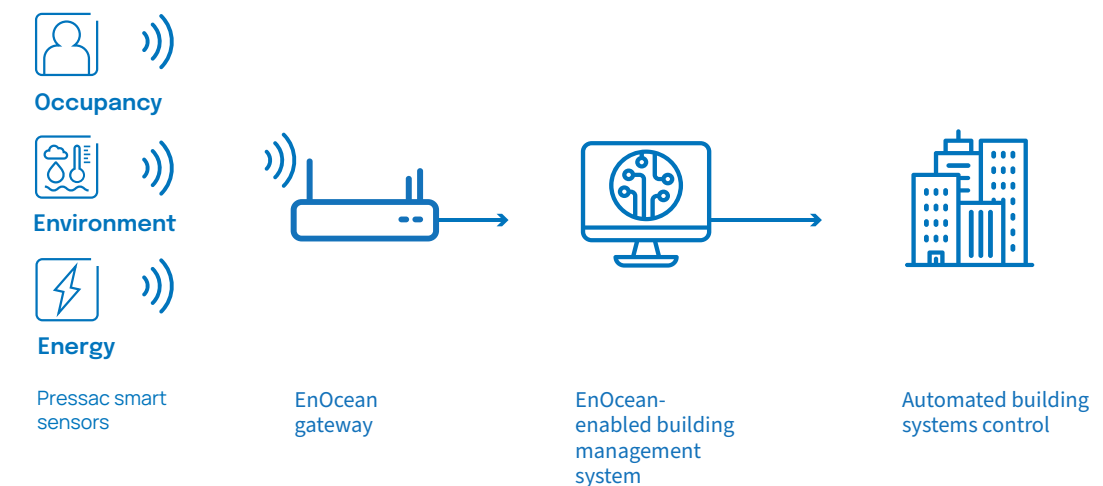 Occupancy
Environment
Energy
Pressac smart
sensors
EnOcean
gateway
EnOcean-
enabled building
management
system
Automated building
systems control